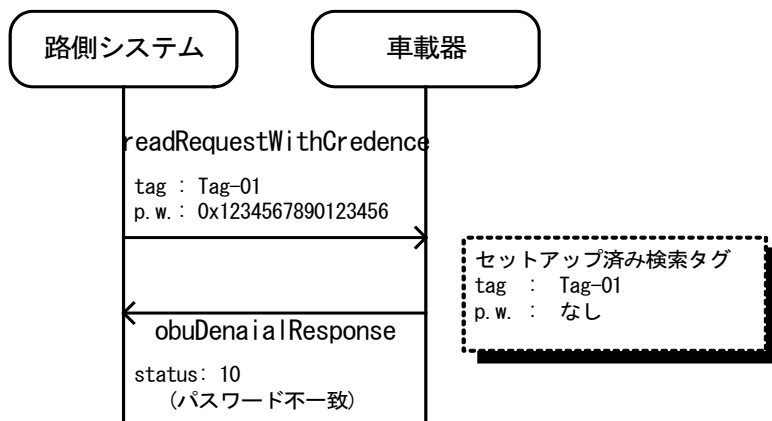 路側システム
車載器
readRequestWithCredence
tag : Tag-01
p.w.: 0x1234567890123456
セットアップ済み検索タグ
tag : Tag-01
p.w. : なし
obuDenaialResponse
status: 10
(パスワード不一致)